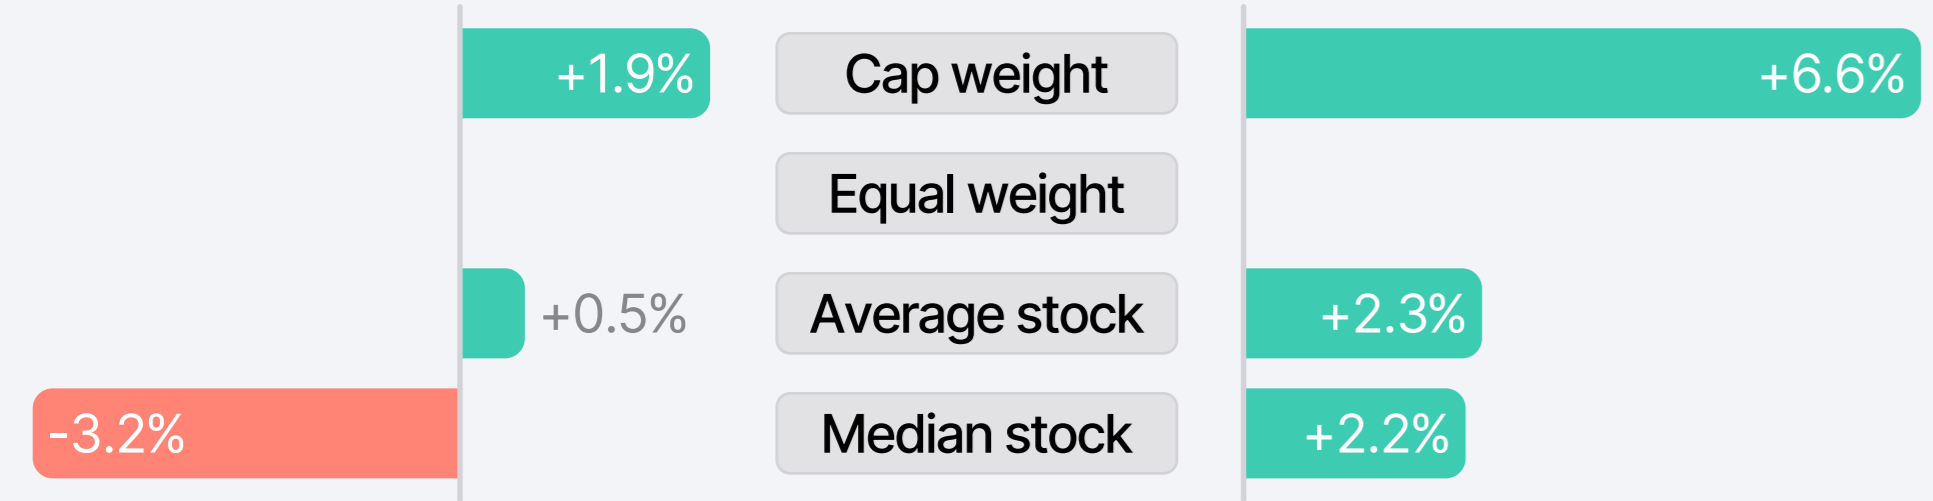 +1.9% Cap weight +6.6%
Equal weight
+0.5% Average stock +2.3%
-3.2% Median stock +2.2%